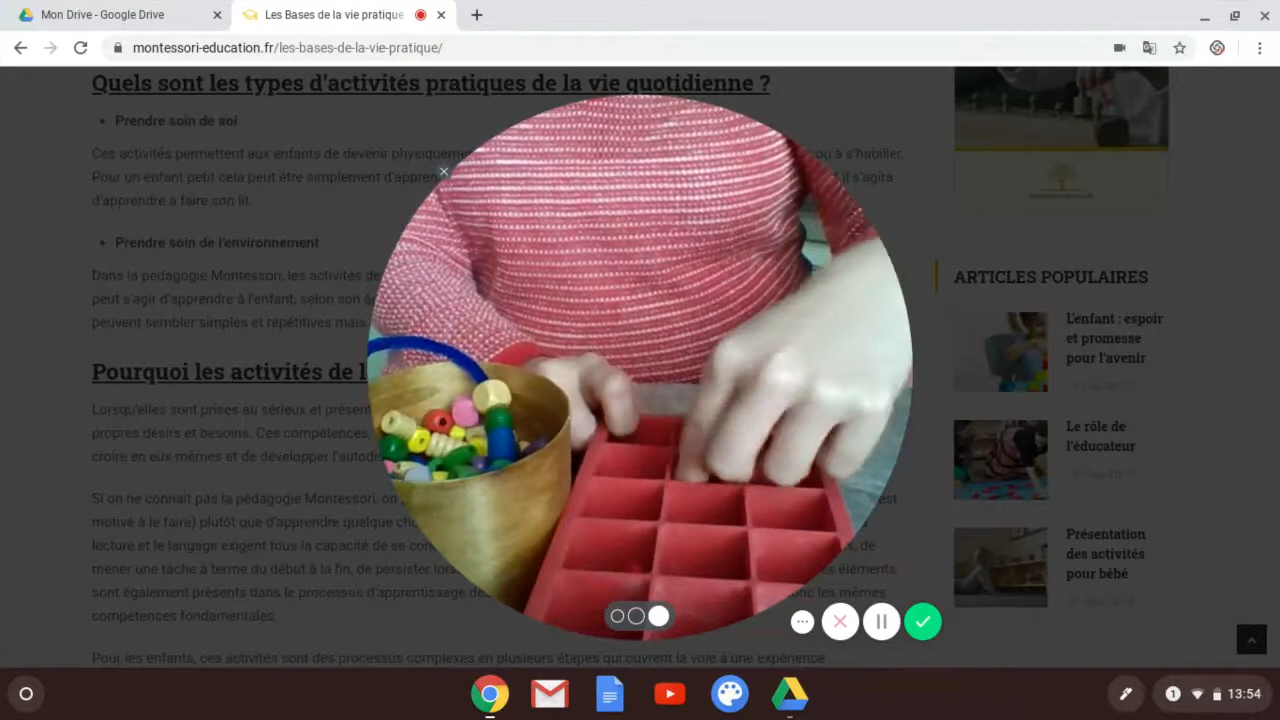 Mon Drive - Google Drive
Les Bases de la vie pratique
montessori-education.fr/les-bases-de-la-vie-pratique/
Quels sont les types d'activités pratiques de la vie quotidienne ?
Prendre soin de soi
Ces activités permettent aux enfants de devenir physiqueme ou à s'habiller.
Pour un enfant petit cela peut être simplement d'appren il s'agira
d'apprendre à faire son lit.
Prendre soin de l'environnement
Dans la pédagogie Montessori, les activités de
peut s'agir d'apprendre à l'enfant, selon son
peuvent sembler simples et répétitives mais
Pourquoi les activités de l
Lorsqu'elles sont prises au sérieux et présent
propres désirs et besoins. Ces compétences,
croire en eux-mêmes et de développer l'autodi
Si on ne connait pas la pédagogie Montessori, on est
motivé à le faire) plutôt que d'apprendre quelque cho
lecture et le langage exigent tous la capacité de se con de
mener une tâche à terme du début à la fin, de persister lors es éléments
sont également présents dans le processus d'apprentissage de onc les mêmes
compétences fondamentales.
Pour les enfants, ces activités sont des processus complexes en plusieurs étapes qui ouvrent la voie à une expérience
ARTICLES POPULAIRES
L'enfant : espoir
et promesse
pour l'avenir
Le rôle de
l'éducateur
Présentation
des activités
pour bébé
1
13:54